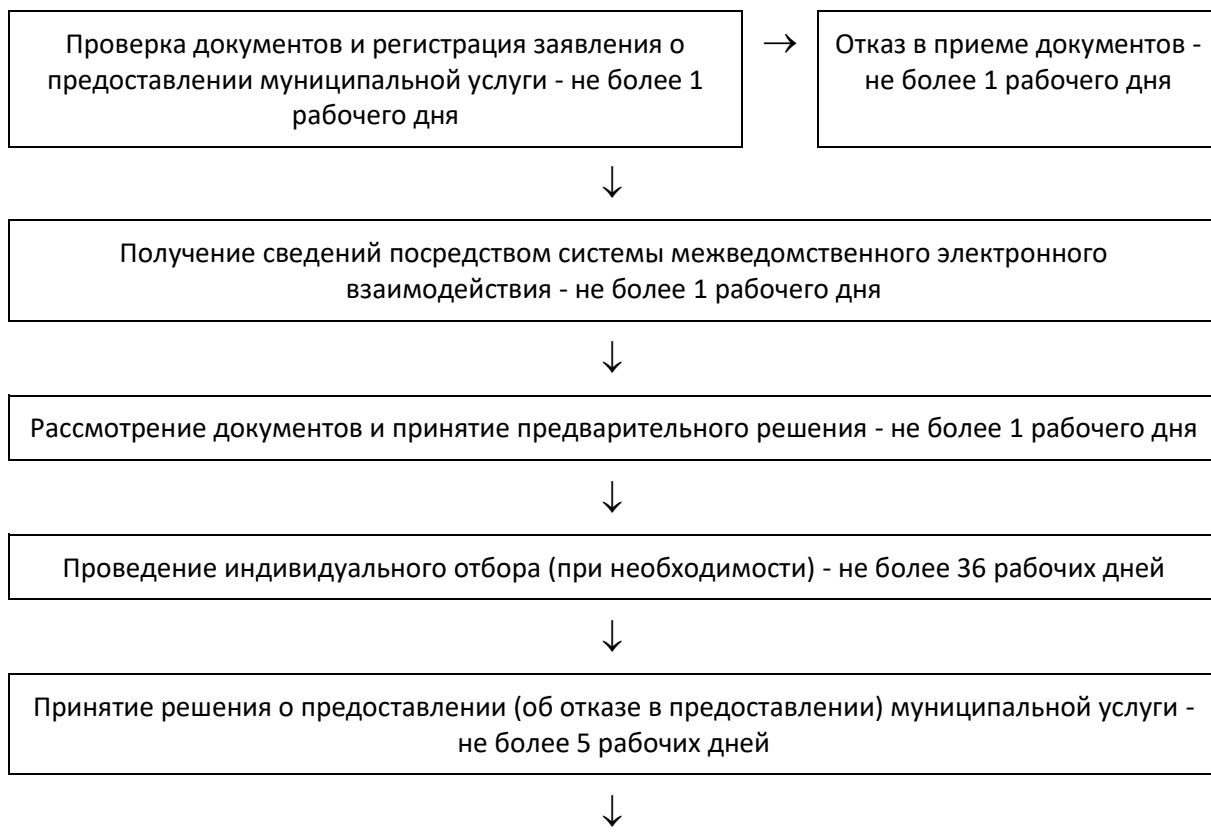 Проверка документов и регистрация заявления о
предоставлении муниципальной услуги - не более 1
рабочего дня
→
Отказ в приеме документов -
не более 1 рабочего дня
↓
Получение сведений посредством системы межведомственного электронного
взаимодействия - не более 1 рабочего дня
↓
Рассмотрение документов и принятие предварительного решения - не более 1 рабочего дня
↓
Проведение индивидуального отбора (при необходимости) - не более 36 рабочих дней
↓
Принятие решения о предоставлении (об отказе в предоставлении) муниципальной услуги -
не более 5 рабочих дней
↓